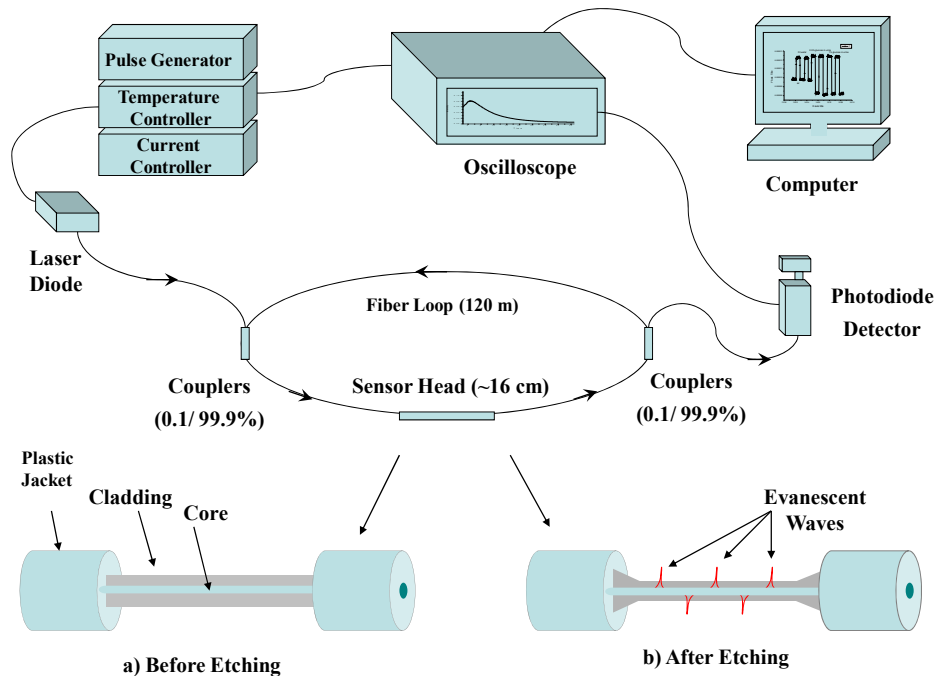 Pulse Generator
Temperature
Controller
Current
Controller
Oscilloscope
Computer
Laser
Diode
Fiber Loop (120 m)
Photodiode
Detector
Couplers
(0.1/ 99.9%)
Sensor Head (~16 cm)
Couplers
(0.1/ 99.9%)
Plastic
Jacket
Cladding
Core
Evanescent
Waves
a) Before Etching
b) After Etching